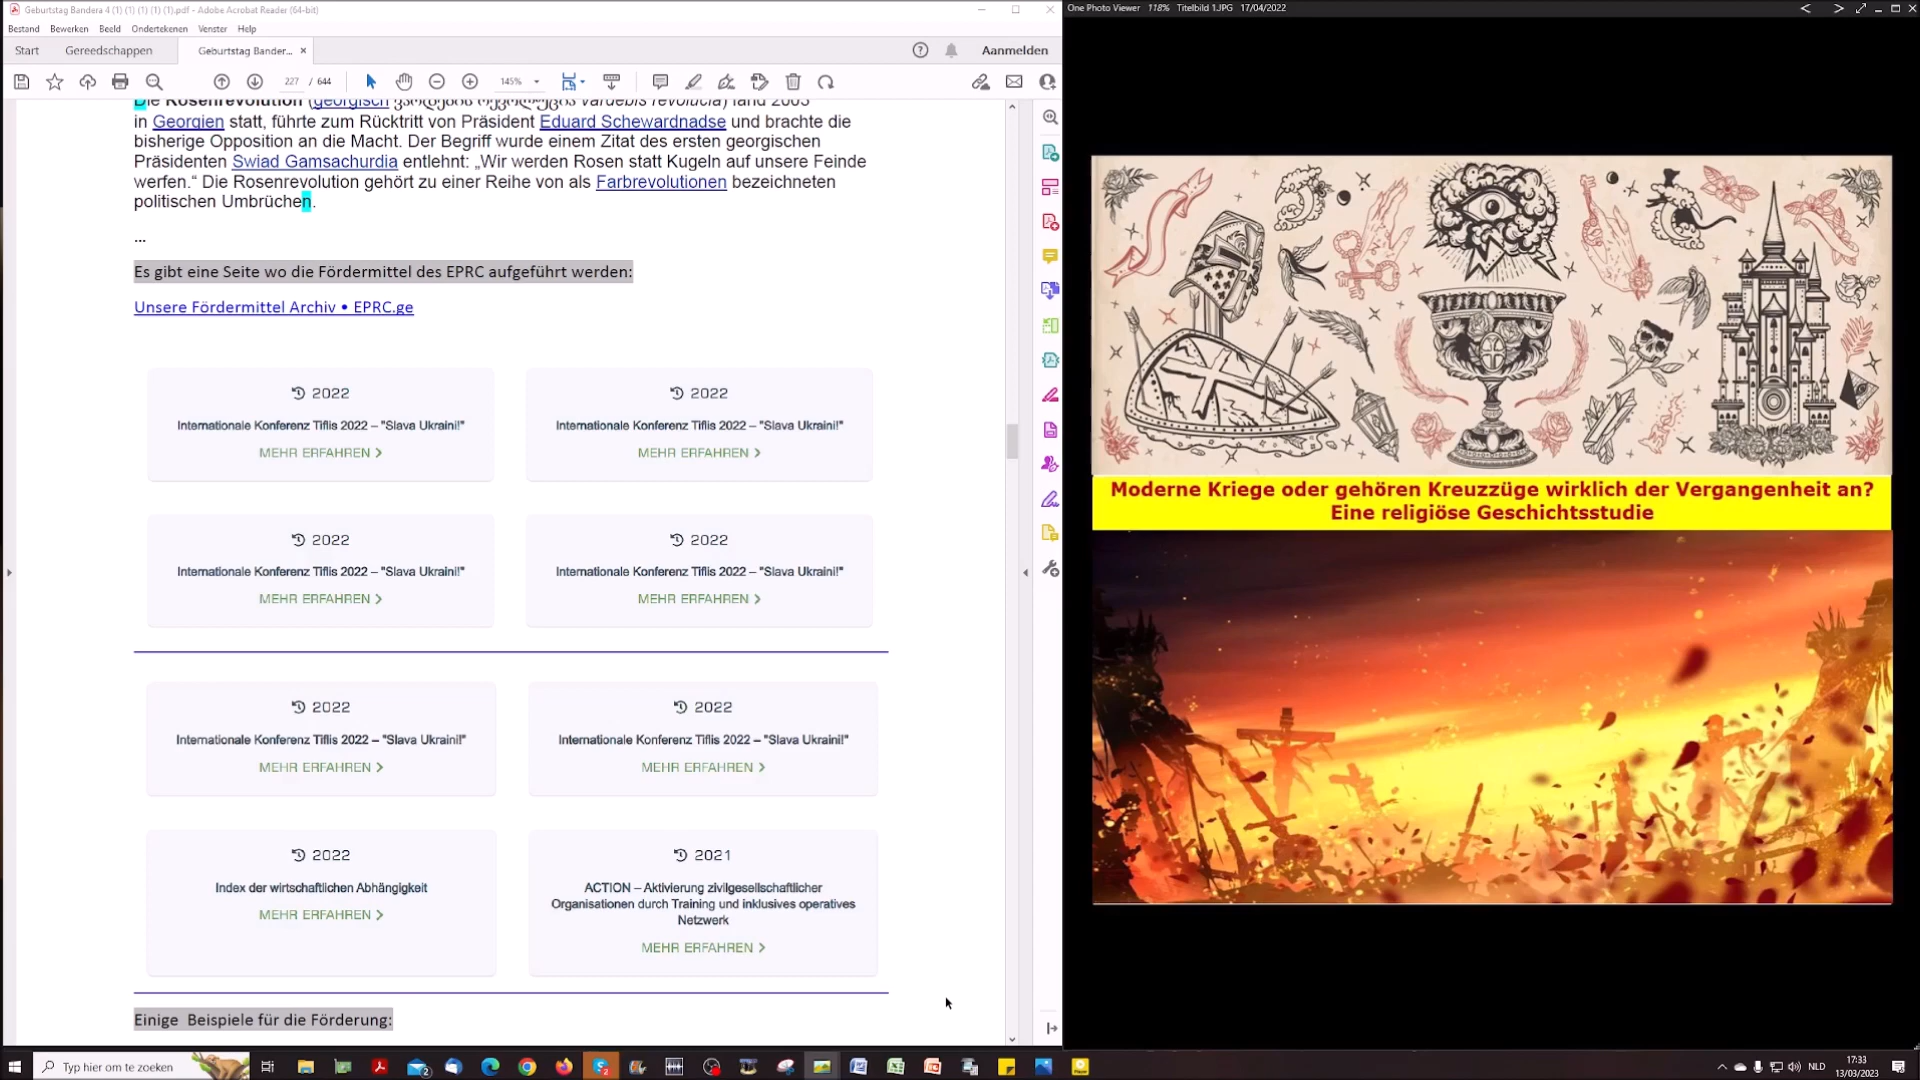 Geburtstag Bandera 4 (1) (1) (1) (1) (1).pdf - Adobe Acrobat Reader (64-bit)
Bestand Bewerken Beeld Ondertekenen Venster Help
Start Gereedschappen Geburtstag Bander... Aanmelden
227 / 644 145%
Die Rosenrevolution (georgisch vardebis revolucia) fand 2003
in Georgien statt, führte zum Rücktritt von Präsident Eduard Schewardnadse und brachte die
bisherige Opposition an die Macht. Der Begriff wurde einem Zitat des ersten georgischen
Präsidenten Swiad Gamsachurdia entlehnt: „Wir werden Rosen statt Kugeln auf unsere Feinde
werfen.“ Die Rosenrevolution gehört zu einer Reihe von als Farbrevolutionen bezeichneten
politischen Umbrüchen.
...
Es gibt eine Seite wo die Fördermittel des EPRC aufgeführt werden:
Unsere Fördermittel Archiv • EPRC.ge
2022 2022
Internationale Konferenz Tiflis 2022 – "Slava Ukraini!" Internationale Konferenz Tiflis 2022 – "Slava Ukraini!"
MEHR ERFAHREN > MEHR ERFAHREN >
2022 2022
Internationale Konferenz Tiflis 2022 – "Slava Ukraini!" Internationale Konferenz Tiflis 2022 – "Slava Ukraini!"
MEHR ERFAHREN > MEHR ERFAHREN >
2022 2022
Internationale Konferenz Tiflis 2022 – "Slava Ukraini!" Internationale Konferenz Tiflis 2022 – "Slava Ukraini!"
MEHR ERFAHREN > MEHR ERFAHREN >
2022
Index der wirtschaftlichen Abhängigkeit
MEHR ERFAHREN >
2021
ACTION – Aktivierung zivilgesellschaftlicher
Organisationen durch Training und inklusives operatives
Netzwerk
MEHR ERFAHREN >
Einige Beispiele für die Förderung:
One Photo Viewer 118% Titelbild 1.JPG 17/04/2022
Moderne Kriege oder gehören Kreuzzüge wirklich der Vergangenheit an?
Eine religiöse Geschichtsstudie
Typ hier om te zoeken
NLD
17:33
13/03/2023